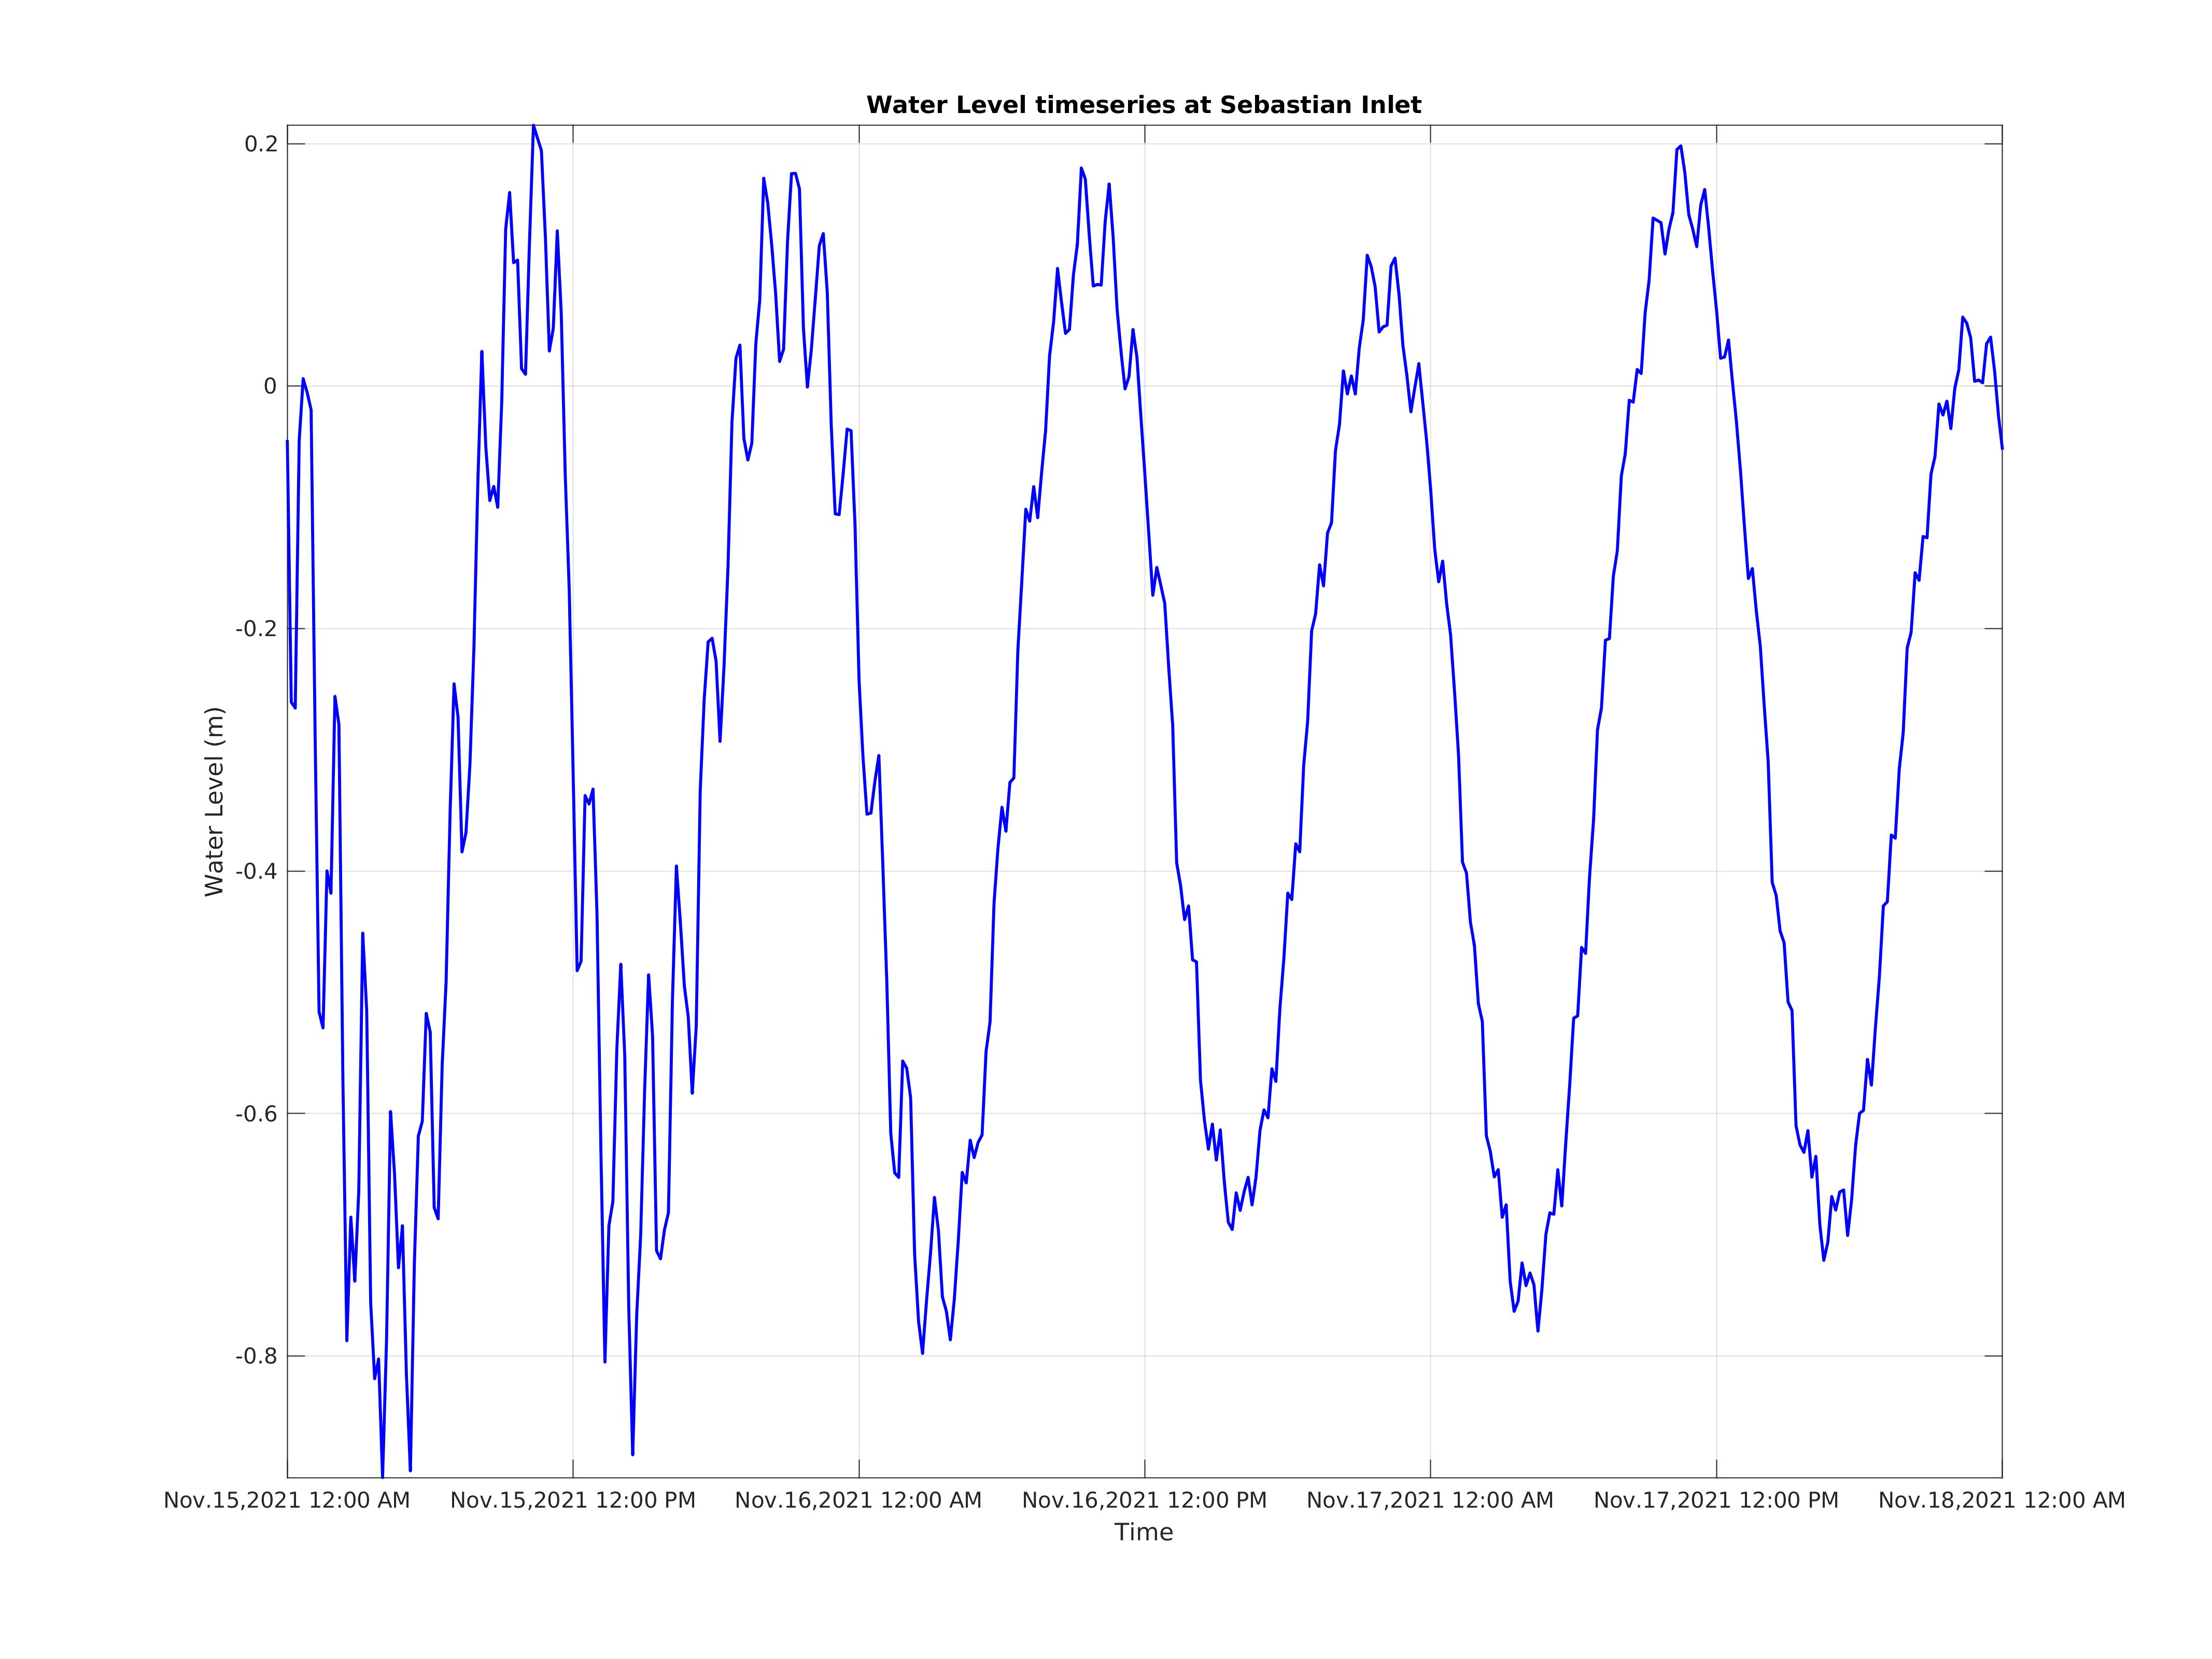 Water Level timeseries at Sebastian Inlet
0.2
0
-0.2
-0.4
-0.6
-0.8
Water Level (m)
Nov.15,2021 12:00 AM Nov.15,2021 12:00 PM Nov.16,2021 12:00 AM Nov.16,2021 12:00 PM Nov.17,2021 12:00 AM Nov.17,2021 12:00 PM Nov.18,2021 12:00 AM
Time